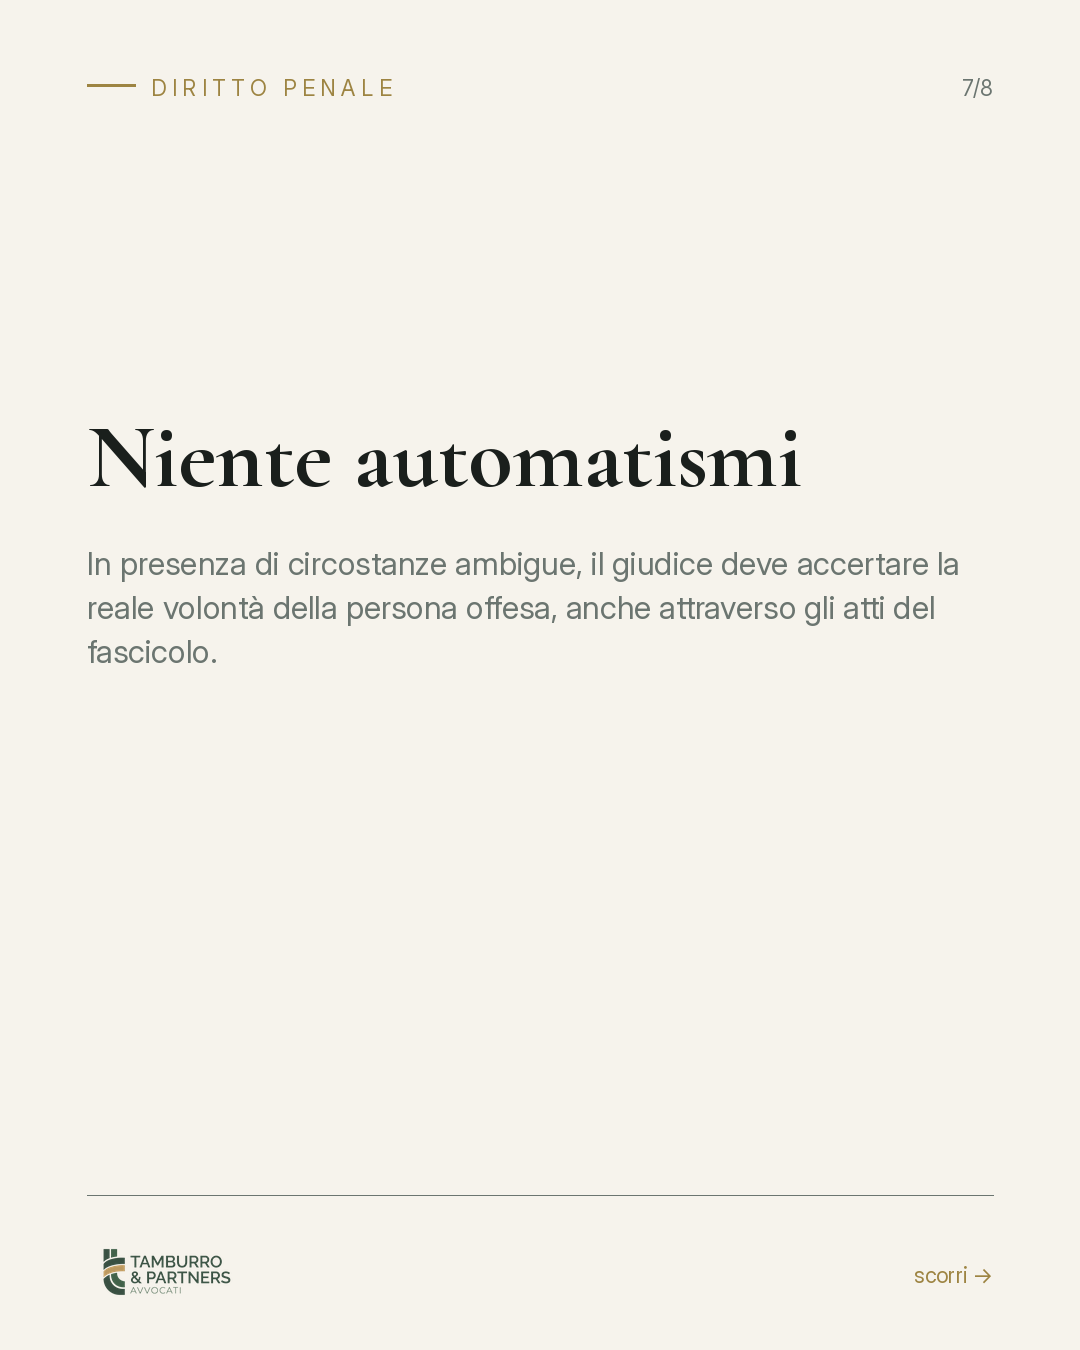 DIRITTO PENALE
7/8
Niente automatismi
In presenza di circostanze ambigue, il giudice deve accertare la
reale volontà della persona offesa, anche attraverso gli atti del
fascicolo.
TAMBURRO
& PARTNERS
AVVOCATI
scorri →